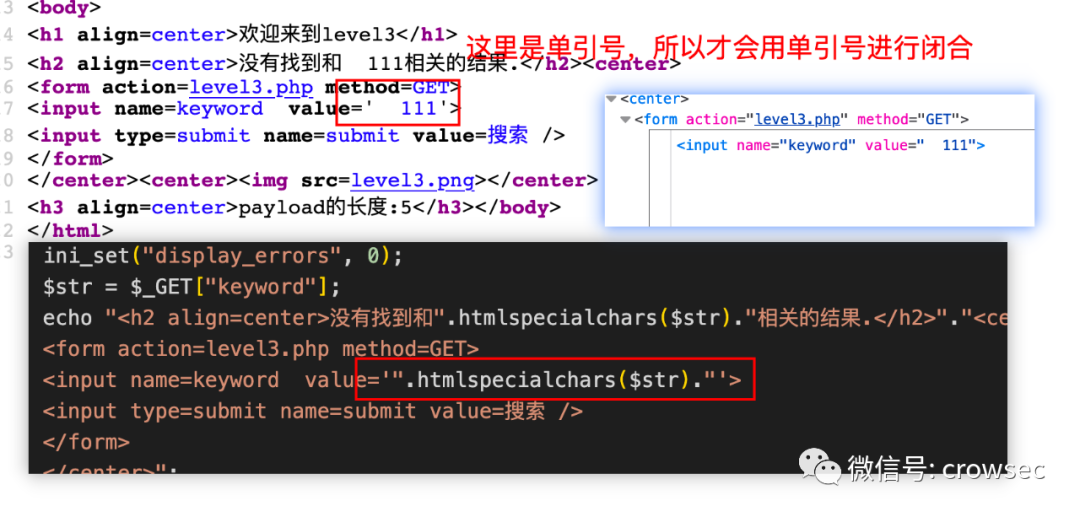 3 <body>
4 <h1 align=center>欢迎来到level3</h1>
这里是单引号，所以才会用单引号进行闭合
5 <h2 align=center>没有找到和  111相关的结果.</h2><center>
6 <form action=level3.php method=GET>
7 <input name=keyword  value='  111'>
8 <input type=submit name=submit value=搜索 />
9 </form>
0 </center><center><img src=level3.png></center>
1 <h3 align=center>payload的长度:5</h3></body>
2 </html>
3
<center>
<form action="level3.php" method="GET">
<input name="keyword" value="  111">
ini_set("display_errors", 0);
$str = $_GET["keyword"];
echo "<h2 align=center>没有找到和".htmlspecialchars($str)."相关的结果.</h2>"."<ce
<form action=level3.php method=GET>
<input name=keyword  value='".htmlspecialchars($str)."'>
<input type=submit name=submit value=搜索 />
</form>
</center>";
微信号: crowsec